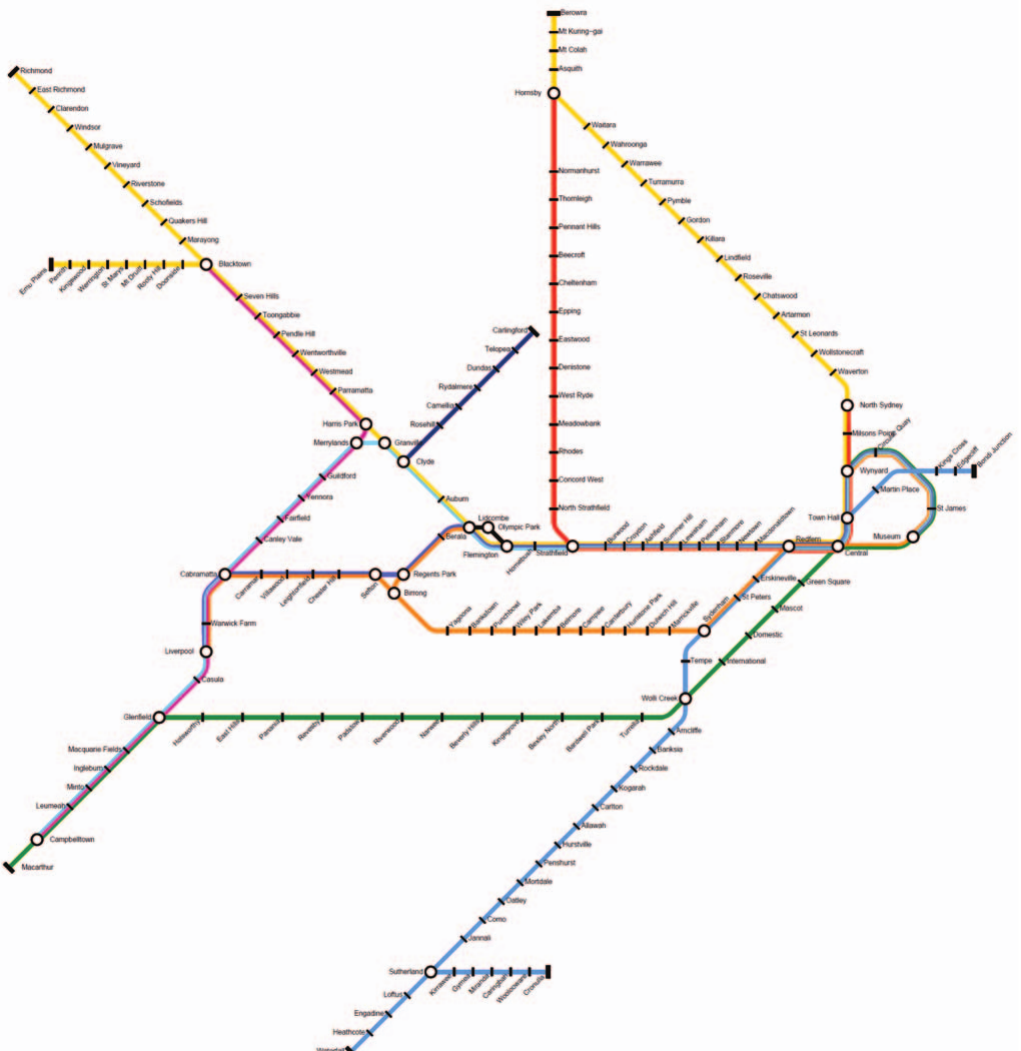 Berowra
Mt Kuring-gai
Mt Colah
Asquith
Hornsby
Richmond
East Richmond
Clarendon
Windsor
Mulgrave
Vineyard
Riverstone
Schofields
Quakers Hill
Marayong
Blacktown
Emu Plains
Penrith
Kingswood
Werrington
St Marys
Mt Druitt
Rooty Hill
Doonside
Waitara
Wahroonga
Warrawee
Turramurra
Pymble
Gordon
Killara
Lindfield
Roseville
Chatswood
Artarmon
St Leonards
Wollstonecraft
Waverton
North Sydney
Milsons Point
Wynyard
Circular Quay
Kings Cross
Edgecliff
Bondi Junction
Martin Place
Town Hall
St James
Museum
Central
Redfern
Normanhurst
Thornleigh
Pennant Hills
Beecroft
Cheltenham
Epping
Eastwood
Denistone
West Ryde
Meadowbank
Rhodes
Concord West
North Strathfield
Seven Hills
Toongabbie
Pendle Hill
Wentworthville
Westmead
Parramatta
Harris Park
Merrylands
Granville
Clyde
Carlingford
Telopea
Dundas
Rydalmere
Camellia
Rosehill
Auburn
Lidcombe
Olympic Park
Flemington
Homebush
Strathfield
Burwood
Croydon
Ashfield
Summer Hill
Lewisham
Petersham
Stanmore
Newtown
Macdonaldtown
Guildford
Yennora
Fairfield
Canley Vale
Cabramatta
Carramar
Villawood
Leightonfield
Chester Hill
Sefton
Regents Park
Berala
Birrong
Yagoona
Bankstown
Punchbowl
Wiley Park
Lakemba
Belmore
Campsie
Canterbury
Hurlstone Park
Dulwich Hill
Marrickville
Sydenham
Erskineville
St Peters
Green Square
Mascot
Domestic
International
Tempe
Wolli Creek
Warwick Farm
Liverpool
Casula
Glenfield
Holsworthy
East Hills
Panania
Revesby
Padstow
Riverwood
Narwee
Beverly Hills
Kingsgrove
Bexley North
Bardwell Park
Turrella
Macquarie Fields
Ingleburn
Minto
Leumeah
Campbelltown
Macarthur
Arncliffe
Banksia
Rockdale
Kogarah
Carlton
Allawah
Hurstville
Penshurst
Mortdale
Oatley
Como
Jannali
Sutherland
Kirrawee
Gymea
Miranda
Caringbah
Woolooware
Cronulla
Loftus
Engadine
Heathcote
Waterfall